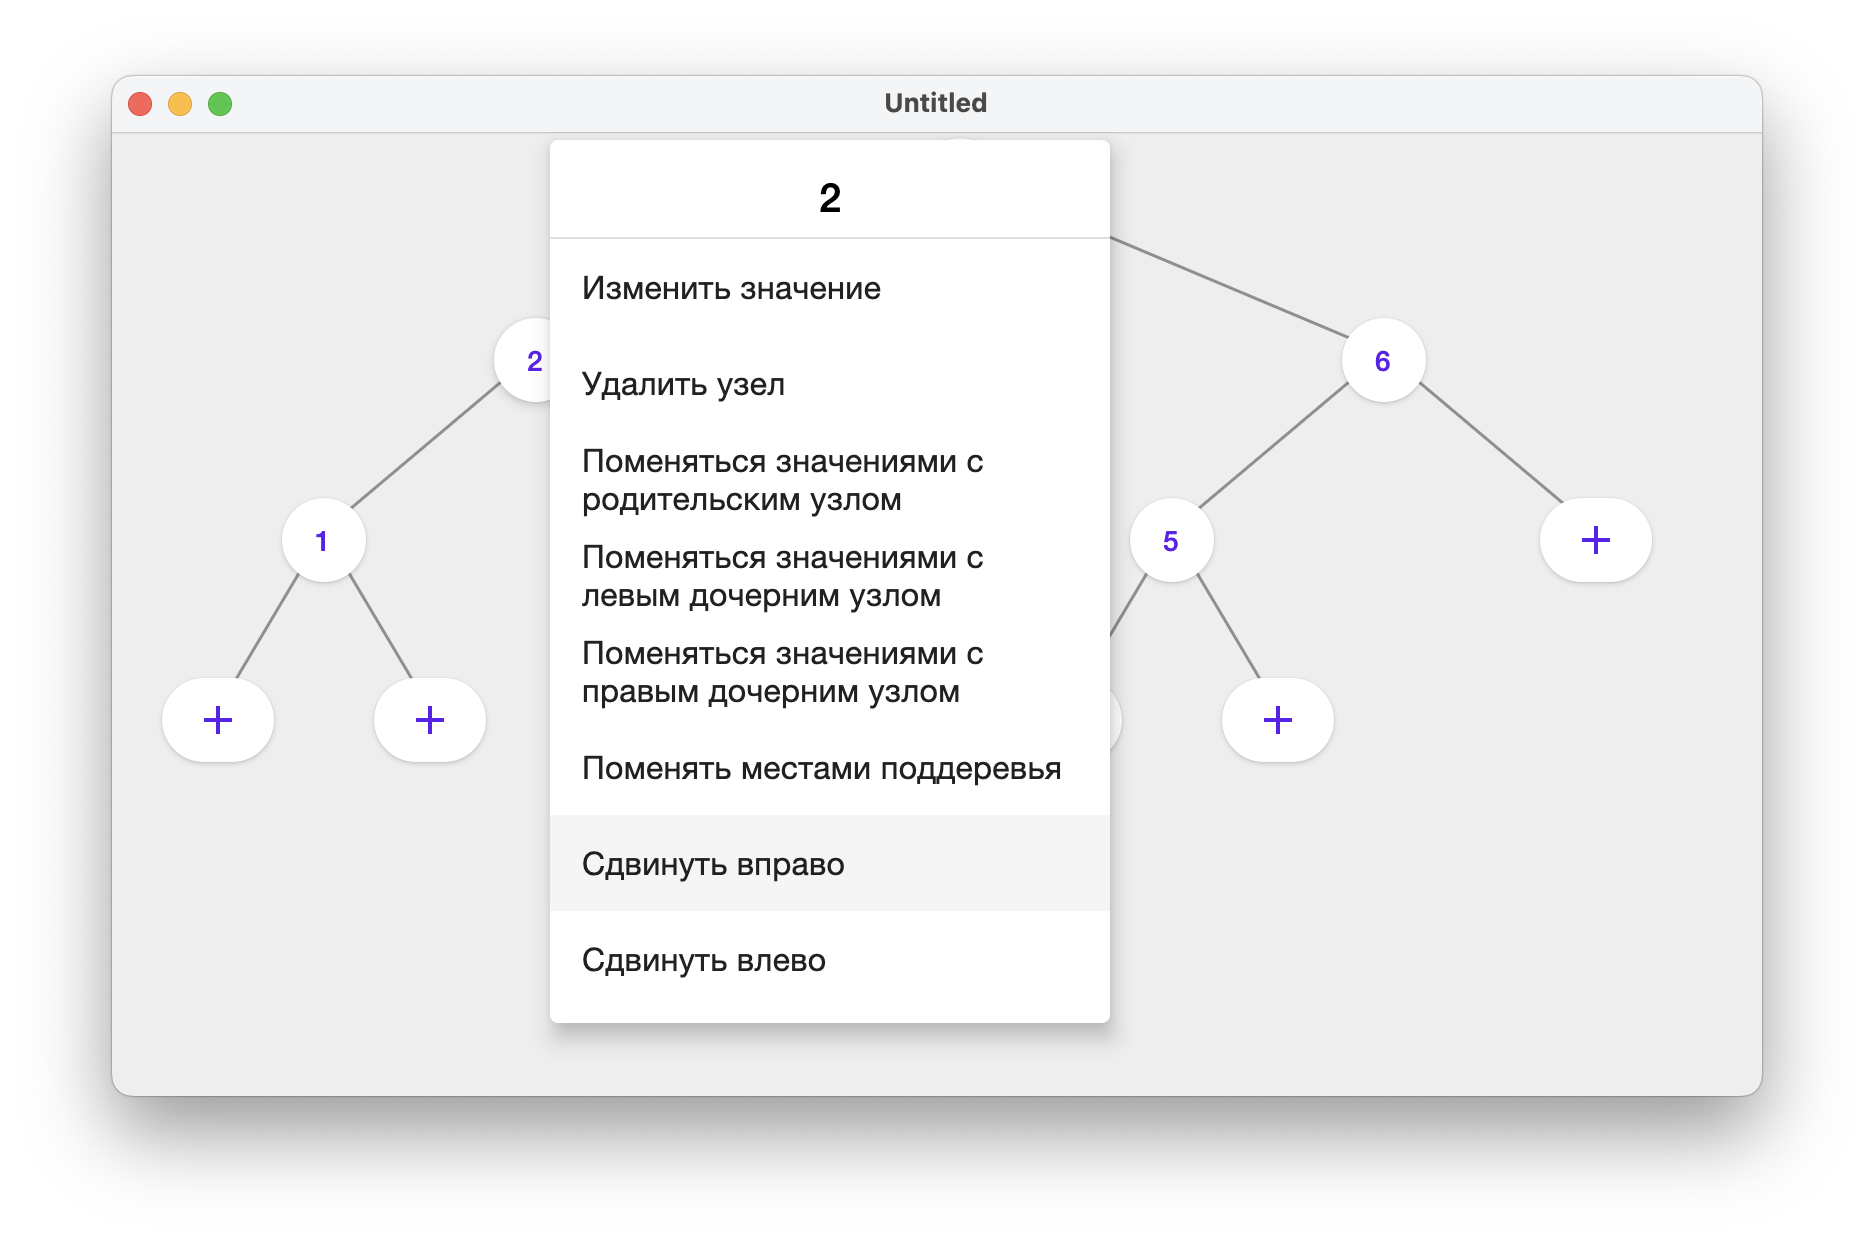 Untitled
2
Изменить значение
Удалить узел
Поменяться значениями с
родительским узлом
Поменяться значениями с
левым дочерним узлом
Поменяться значениями с
правым дочерним узлом
Поменять местами поддеревья
Сдвинуть вправо
Сдвинуть влево
2
6
1
5
+
+
+
+